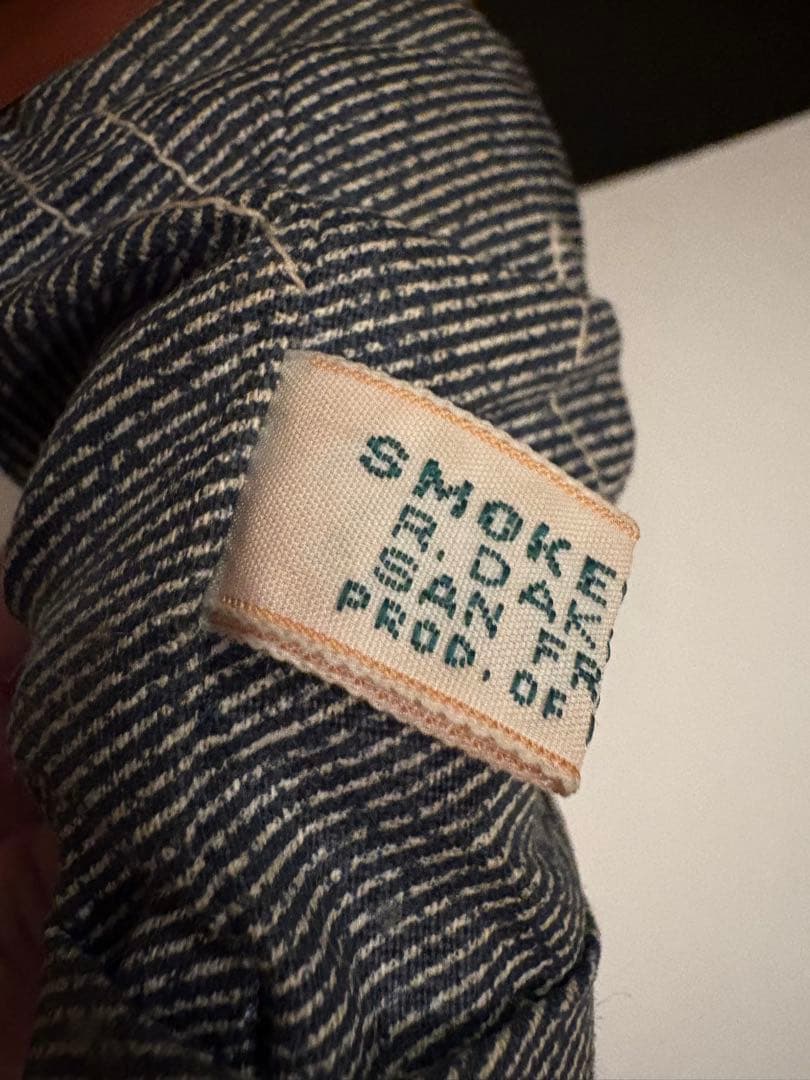 SMOKE
R. DAK
SAN FR
PROD. OF